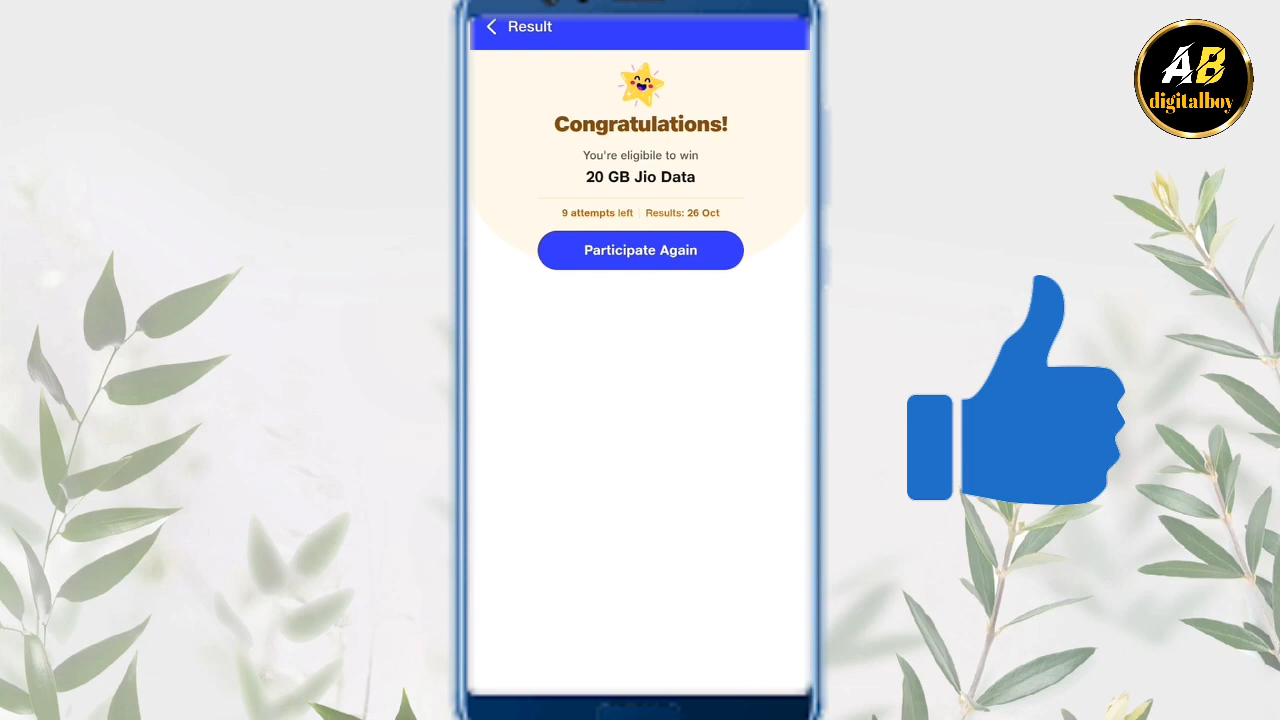 Result
AB
digitalboy
Congratulations!
You're eligibile to win
20 GB Jio Data
9 attempts left | Results: 26 Oct
Participate Again